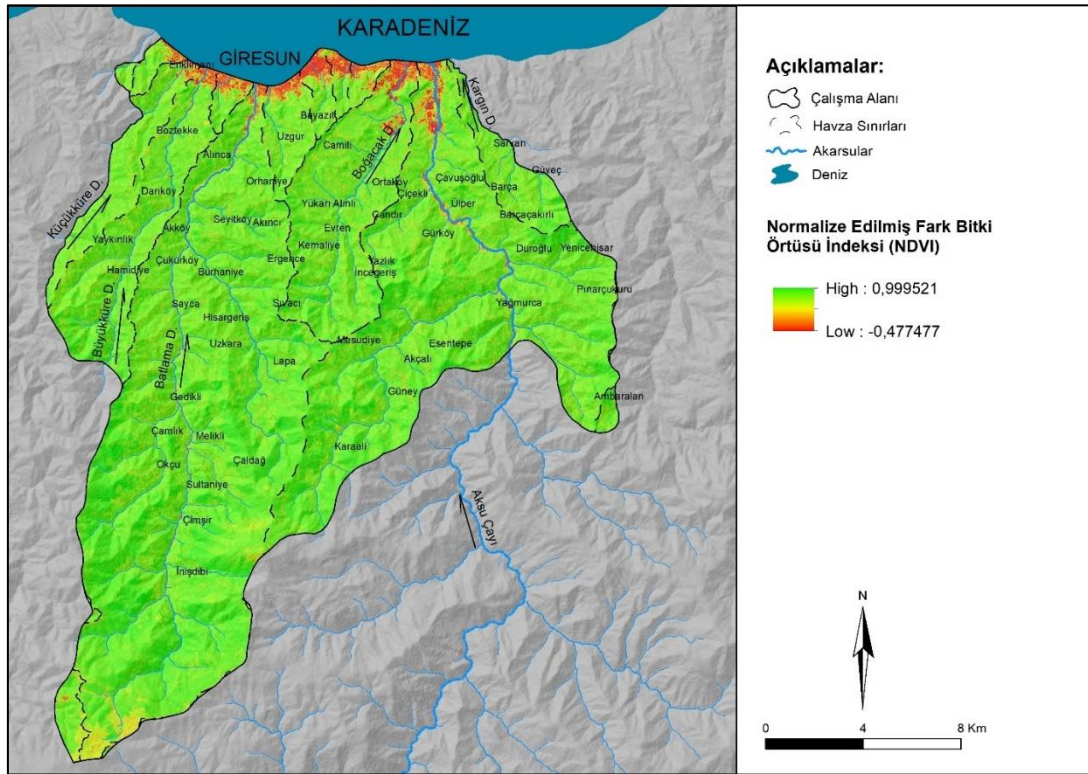 KARADENİZ
GİRESUN
Erikliman
Boztekke
Bayazıt
Uzgur
Camili
Boğacak D.
Kargın D.
Sarvan
Güveç
Alınca
Orhaniye
Ortaköy
Çiçekli
Çavuşoğlu
Barça
Küçükküre D.
Darıköy
Yukarı Alınlı
Ülper
Barçaçakırlı
Seyitköy
Akıncı
Çandır
Yaykınlık
Akköy
Evren
Gürköy
Kemaliye
Duroğlu
Yenicehisar
Çukurköy
Ergence
Yazlık
Hamidiye
Burhaniye
İncegeriş
Pınarçukuru
Sayca
Sıvacı
Yağmurca
Hisargeriş
Büyükküre D.
Batlama D.
Uzkara
Mesudiye
Esentepe
Lapa
Akçalı
Gedikli
Güney
Ambaralan
Çamlık
Melikli
Karaali
Okçu
Çaldağ
Sultaniye
Aksu Çayı
Çimşir
İnişdibi
Açıklamalar:
Çalışma Alanı
Havza Sınırları
Akarsular
Deniz
Normalize Edilmiş Fark Bitki
Örtüsü İndeksi (NDVI)
High : 0,999521
Low : -0,477477
N
0 4 8 Km